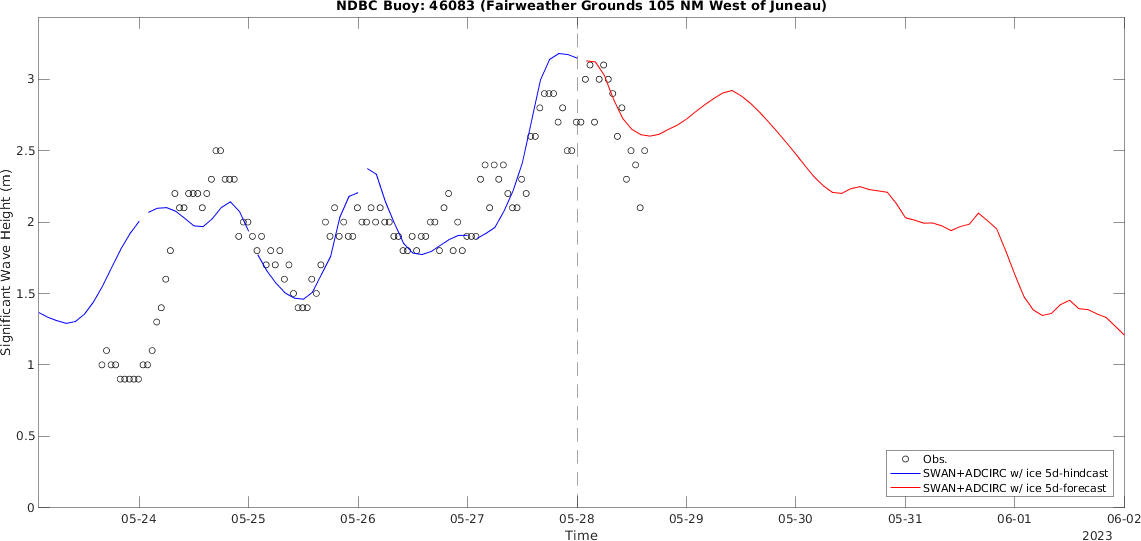 NDBC Buoy: 46083 (Fairweather Grounds 105 NM West of Juneau)
Significant Wave Height (m)
3
2.5
2
1.5
1
0.5
0
Obs.
SWAN+ADCIRC w/ ice 5d-hindcast
SWAN+ADCIRC w/ ice 5d-forecast
05-24 05-25 05-26 05-27 05-28 05-29 05-30 05-31 06-01 06-02
Time
2023